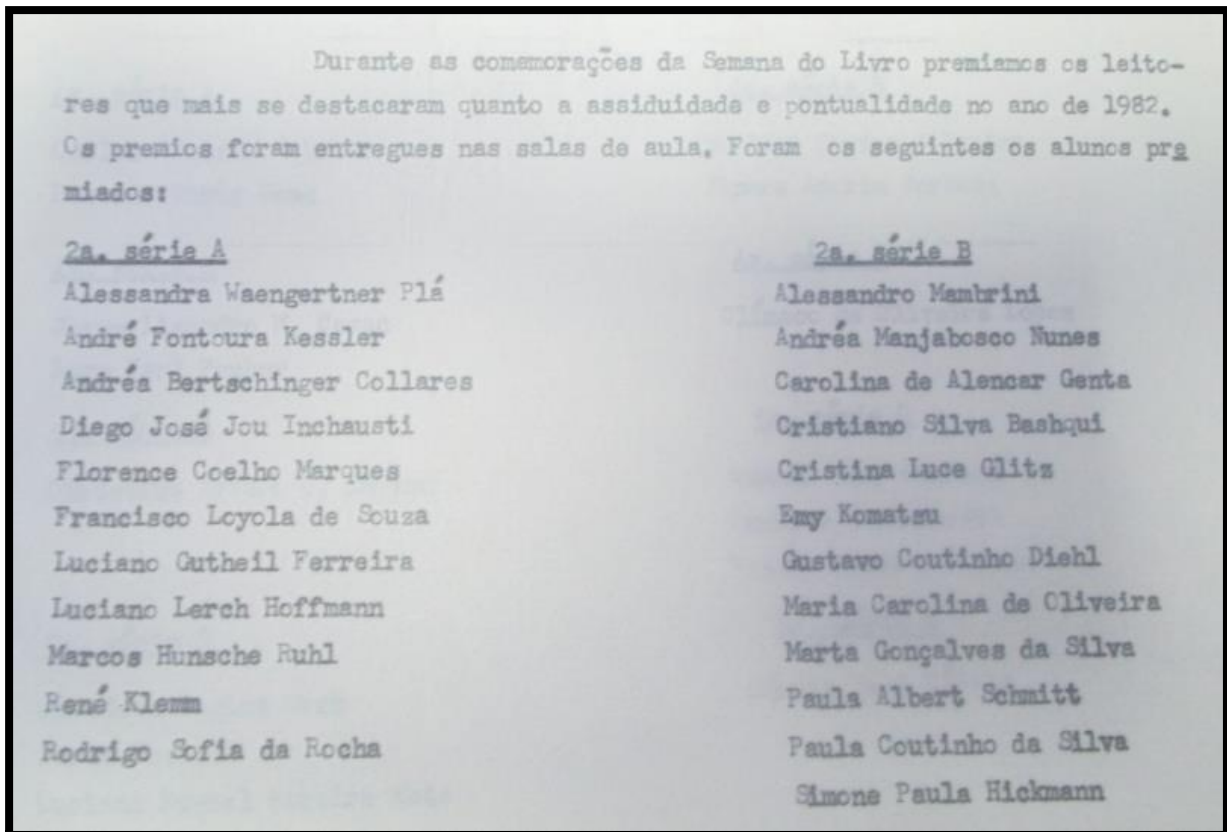 Durante as comemorações da Semana do Livro premiamos os leito-
res que mais se destacaram quanto a assiduidade e pontualidade no ano de 1982.
Os premios foram entregues nas salas de aula. Foram os seguintes os alunos pre
miados:
2a. série A
Alessandra Waengertner Plá
André Fontoura Kessler
Andréa Bertschinger Collares
Diego José Jou Inchausti
Florence Coelho Marques
Francisco Loyola de Souza
Luciano Gutheil Ferreira
Luciano Lerch Hoffmann
Marcos Hunsche Ruhl
René Klemm
Rodrigo Sofia da Rocha
2a. série B
Alessandro Mambrini
Andréa Manjabosco Nunes
Carolina de Alencar Genta
Cristiano Silva Bashqui
Cristina Luce Glitz
Emy Komatsu
Gustavo Coutinho Diehl
Maria Carolina de Oliveira
Marta Gonçalves da Silva
Paula Albert Schmitt
Paula Coutinho da Silva
Simone Paula Hickmann